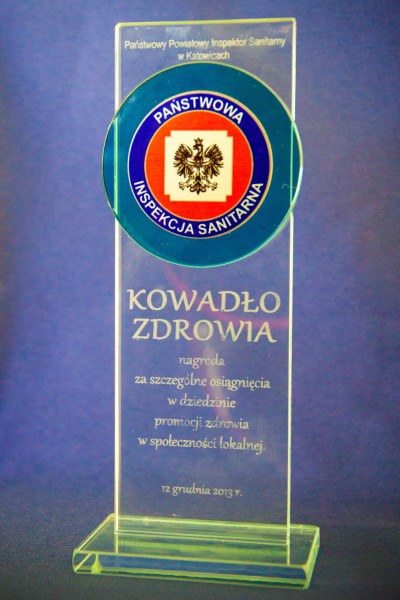 Państwowy Powiatowy Inspektor Sanitarny
w Katowicach
PAŃSTWOWA
INSPEKCJA SANITARNA
KOWADŁO
ZDROWIA
nagroda
za szczególne osiągnięcia
w dziedzinie
promocji zdrowia
w społeczności lokalnej.
12 grudnia 2013 r.